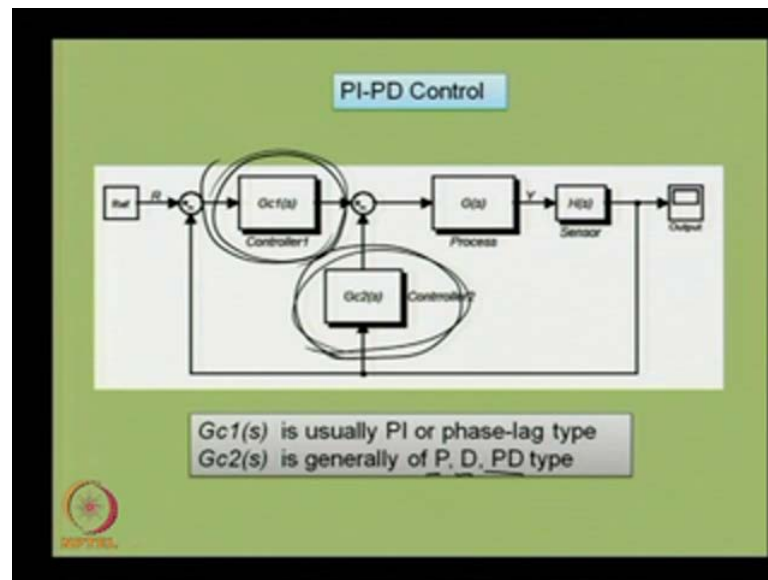 PI-PD Control
Ref
R
Gc1(s)
Controller1
G(s)
Process
Y
H(s)
Sensor
Output
Gc2(s)
Controller2
Gc1(s) is usually PI or phase-lag type
Gc2(s) is generally of P, D, PD type
NPTEL